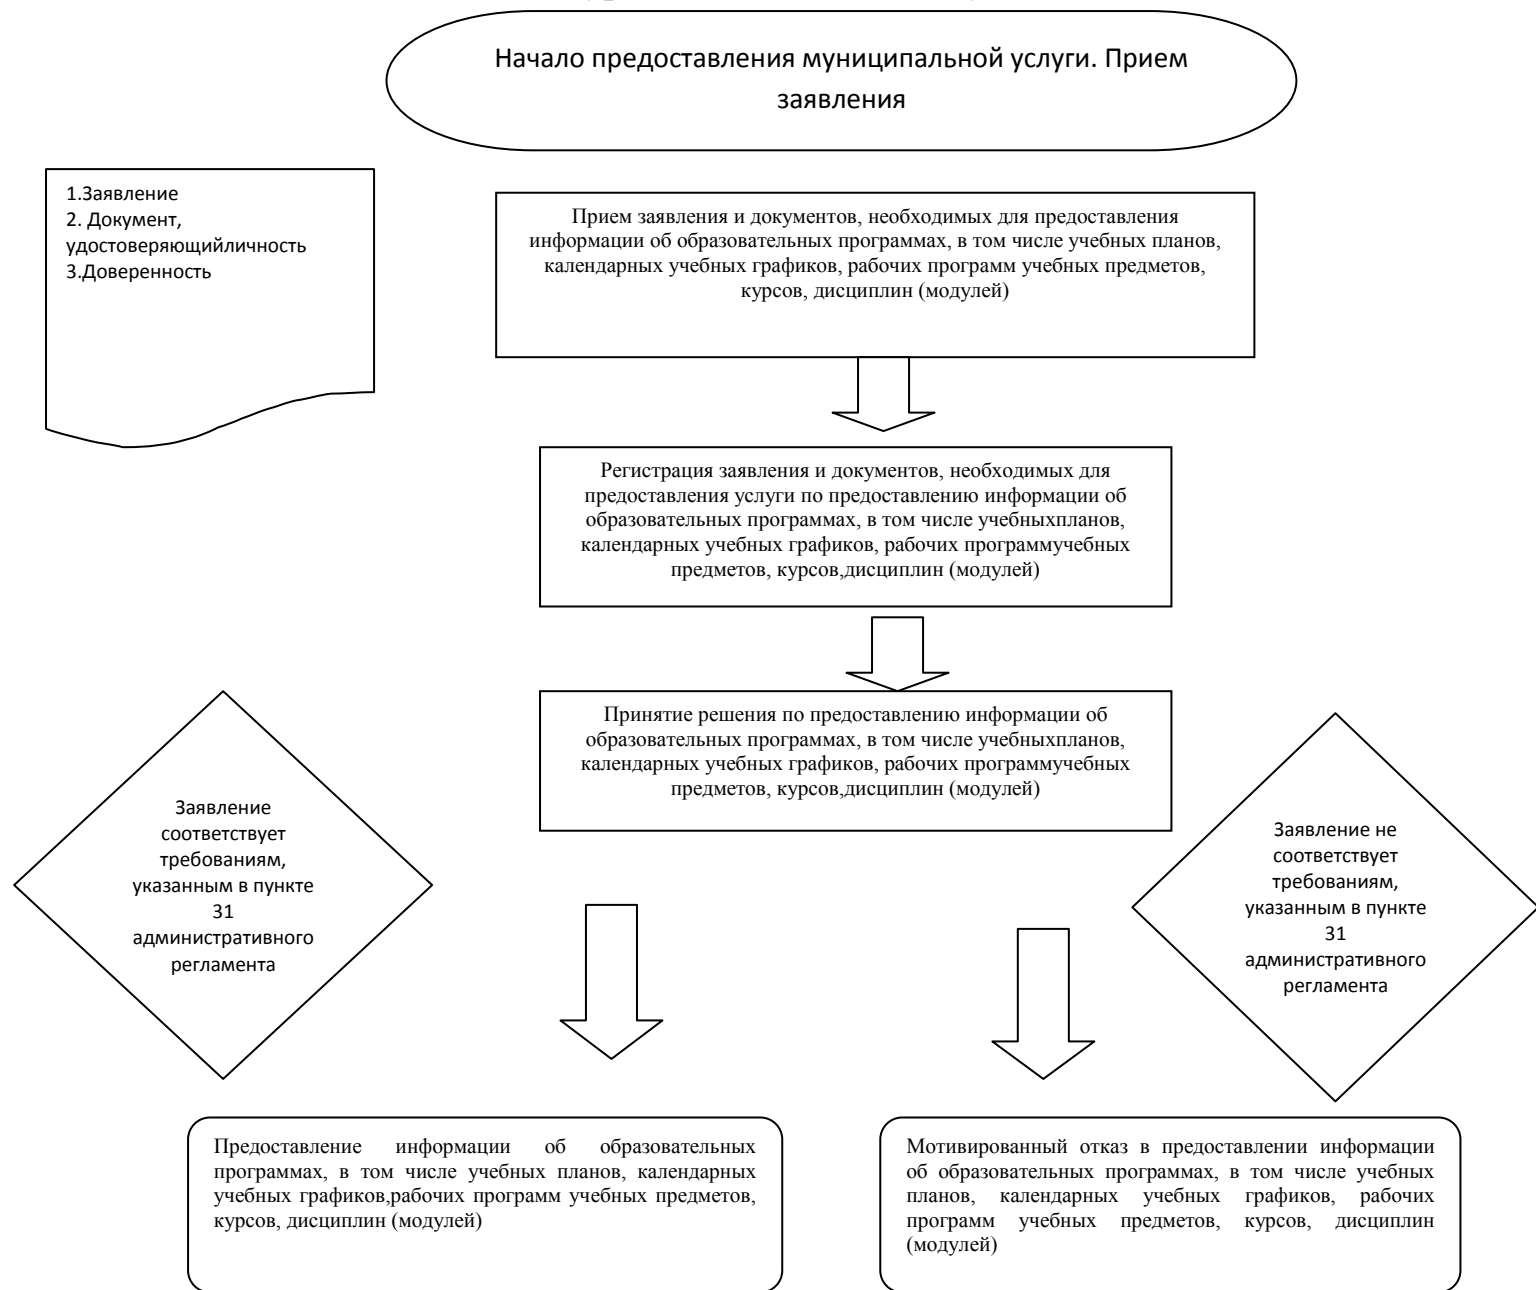 Начало предоставления муниципальной услуги. Прием
заявления
1.Заявление
2. Документ,
удостоверяющийличность
3.Доверенность
Прием заявления и документов, необходимых для предоставления
информации об образовательных программах, в том числе учебных планов,
календарных учебных графиков, рабочих программ учебных предметов,
курсов, дисциплин (модулей)
Регистрация заявления и документов, необходимых для
предоставления услуги по предоставлению информации об
образовательных программах, в том числе учебныхпланов,
календарных учебных графиков, рабочих программучебных
предметов, курсов,дисциплин (модулей)
Принятие решения по предоставлению информации об
образовательных программах, в том числе учебныхпланов,
календарных учебных графиков, рабочих программучебных
предметов, курсов,дисциплин (модулей)
Заявление
соответствует
требованиям,
указанным в пункте
31
административного
регламента
Заявление не
соответствует
требованиям,
указанным в пункте
31
административного
регламента
Предоставление информации об образовательных
программах, в том числе учебных планов, календарных
учебных графиков,рабочих программ учебных предметов,
курсов, дисциплин (модулей)
Мотивированный отказ в предоставлении информации
об образовательных программах, в том числе учебных
планов, календарных учебных графиков, рабочих
программ учебных предметов, курсов, дисциплин
(модулей)